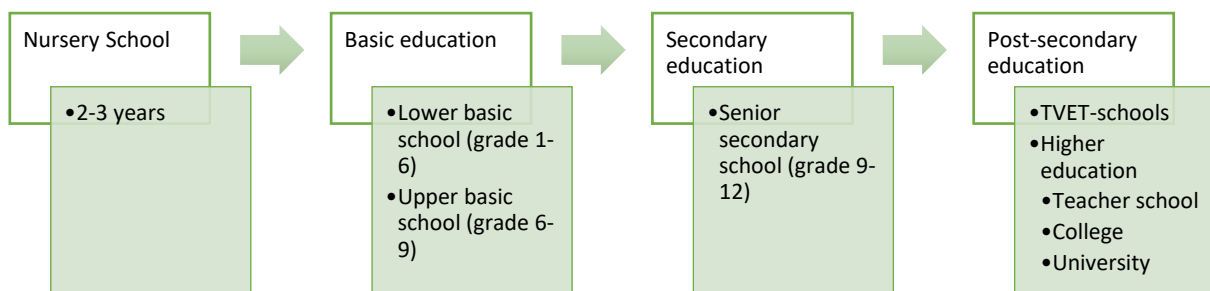 Nursery School
•2-3 years
Basic education
•Lower basic
school (grade 1-
6)
•Upper basic
school (grade 6-
9)
Secondary
education
•Senior
secondary
school (grade 9-
12)
Post-secondary
education
•TVET-schools
•Higher
education
•Teacher school
•College
•University